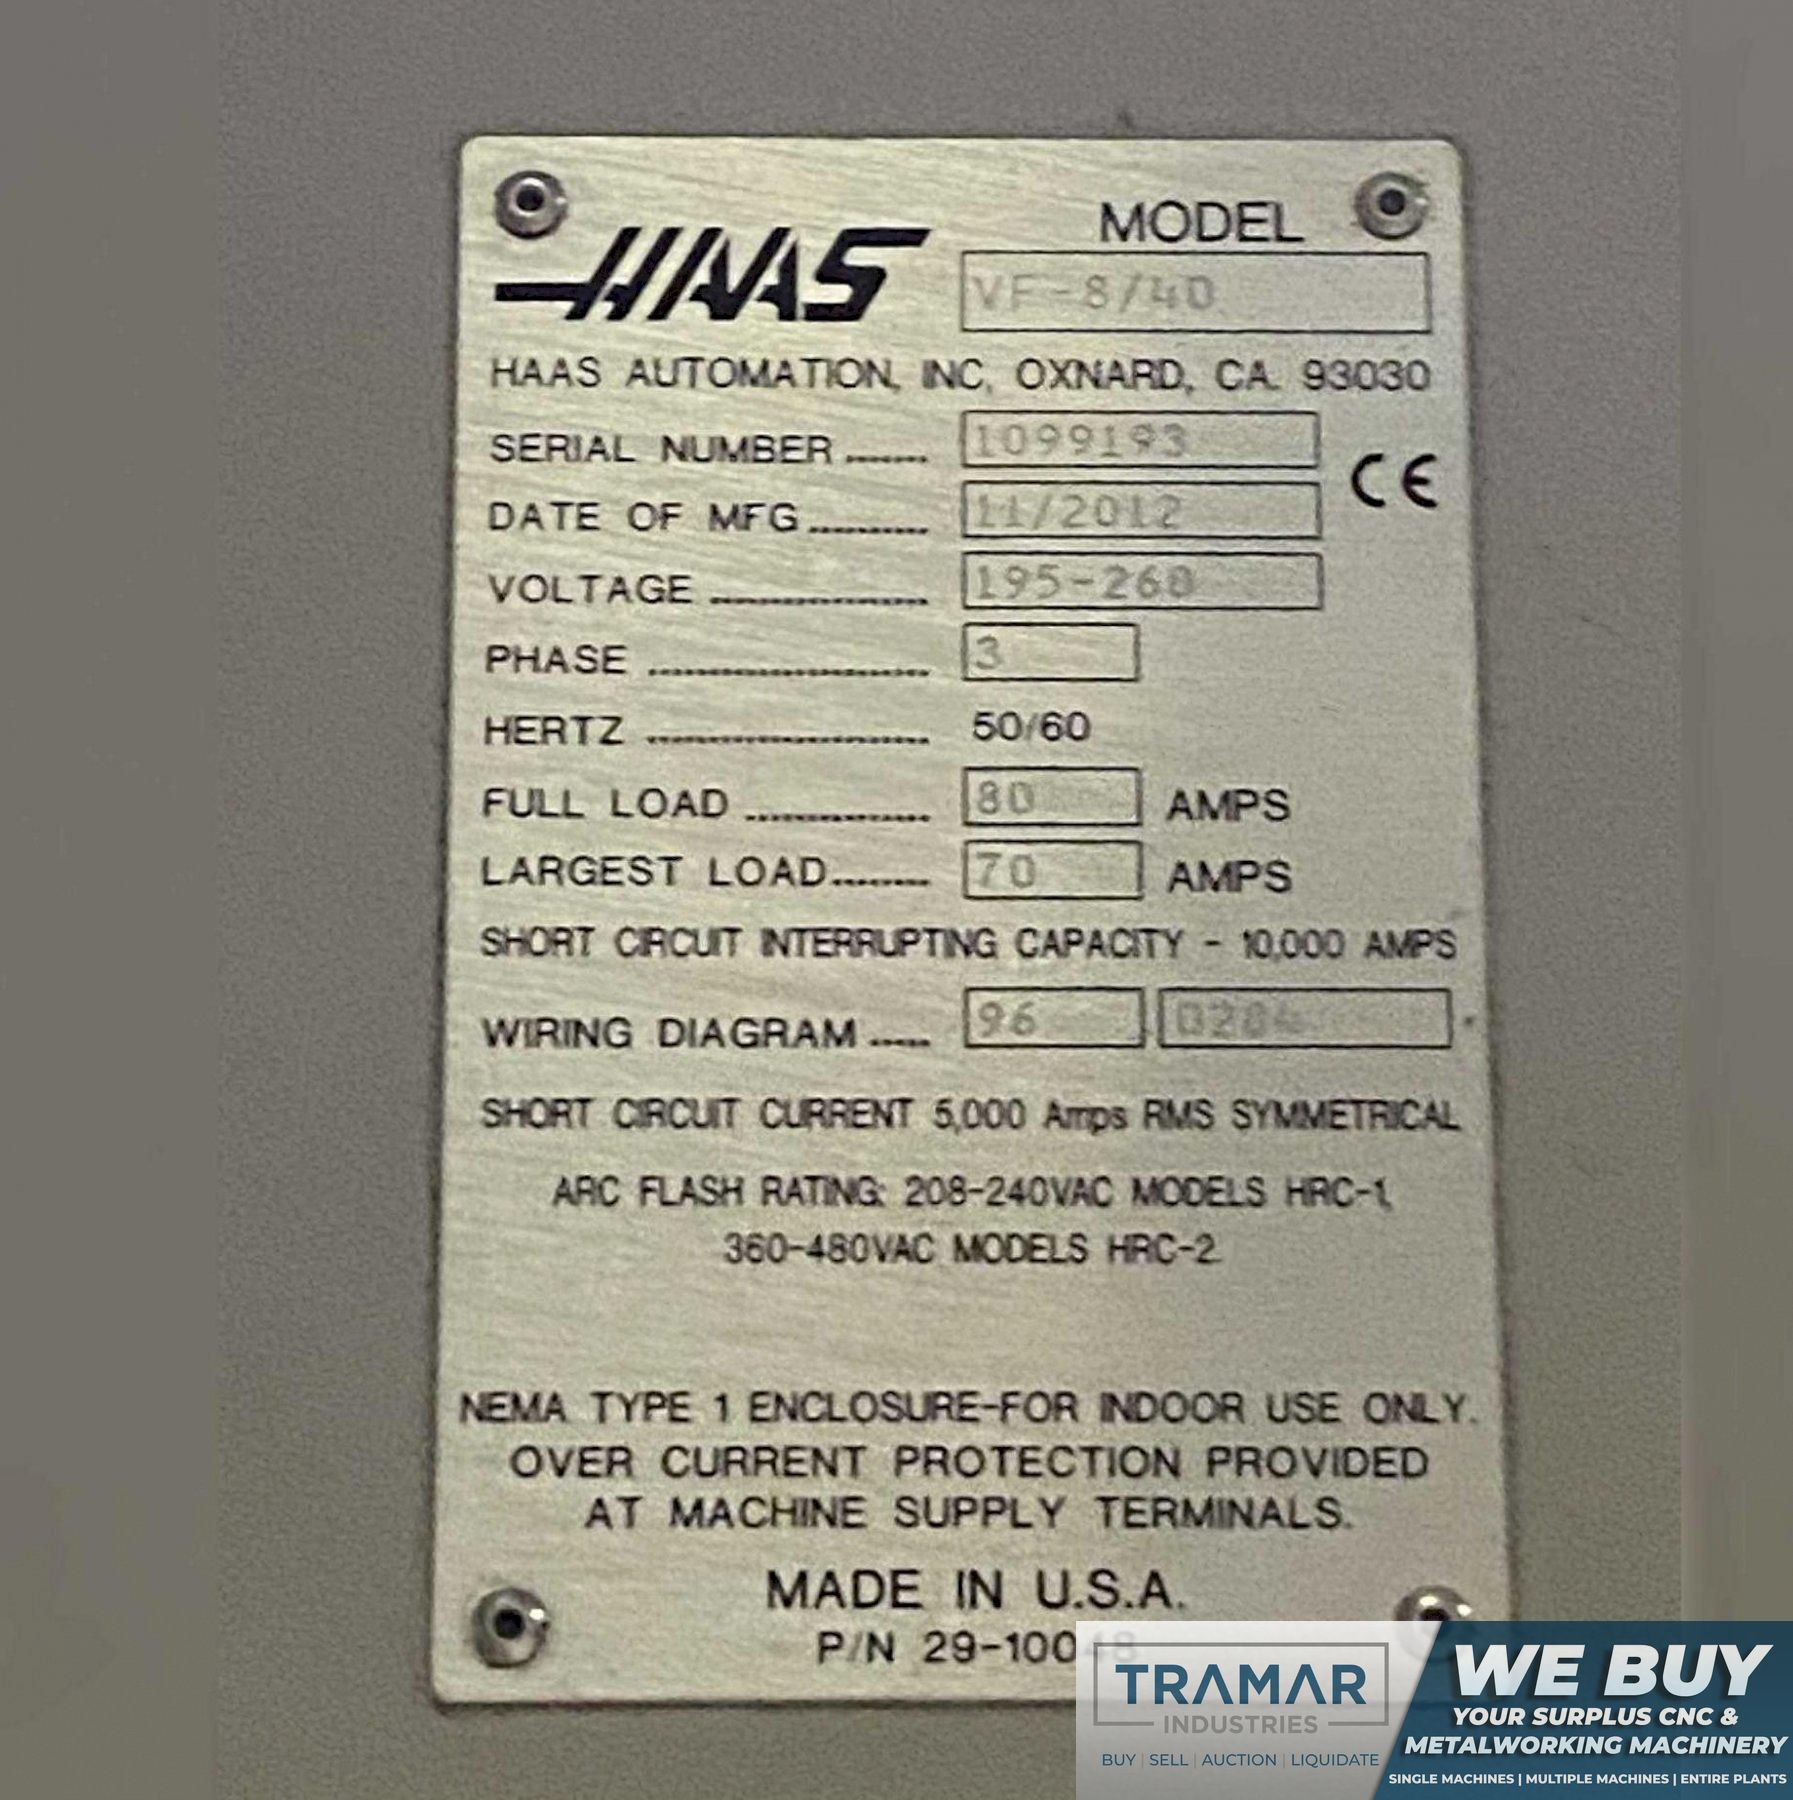 HAAS
MODEL
VF-8/40
HAAS AUTOMATION, INC, OXNARD, CA. 93030
SERIAL NUMBER ........ 1099193
CE
DATE OF MFG ........ 11/2012
VOLTAGE ........ 195-260
PHASE ........ 3
HERTZ ........ 50/60
FULL LOAD ........ 80 AMPS
LARGEST LOAD ........ 70 AMPS
SHORT CIRCUIT INTERRUPTING CAPACITY - 10,000 AMPS
WIRING DIAGRAM ...... 96
SHORT CIRCUIT CURRENT 5,000 Amps RMS SYMMETRICAL
ARC FLASH RATING: 208-240VAC MODELS HRC-1,
360-480VAC MODELS HRC-2.
NEMA TYPE 1 ENCLOSURE-FOR INDOOR USE ONLY.
OVER CURRENT PROTECTION PROVIDED
AT MACHINE SUPPLY TERMINALS.
MADE IN U.S.A.
P/N 29-10048
TRAMAR
INDUSTRIES
BUY | SELL | AUCTION | LIQUIDATE
WE BUY
YOUR SURPLUS CNC &
METALWORKING MACHINERY
SINGLE MACHINES | MULTIPLE MACHINES | ENTIRE PLANTS